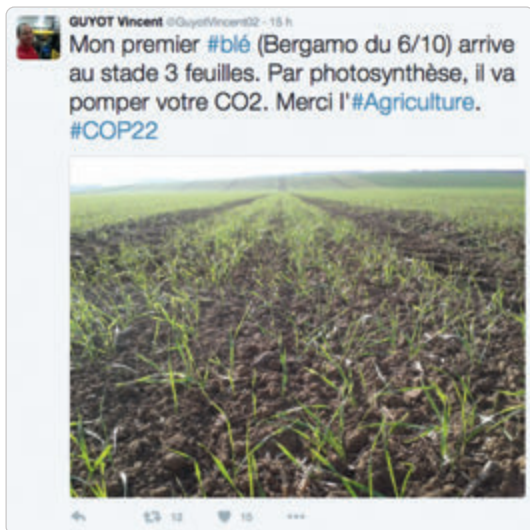 GUYOT Vincent @GuyotVincent02 - 15 h
Mon premier #blé (Bergamo du 6/10) arrive
au stade 3 feuilles. Par photosynthèse, il va
pomper votre CO2. Merci l'#Agriculture.
#COP22
12 15